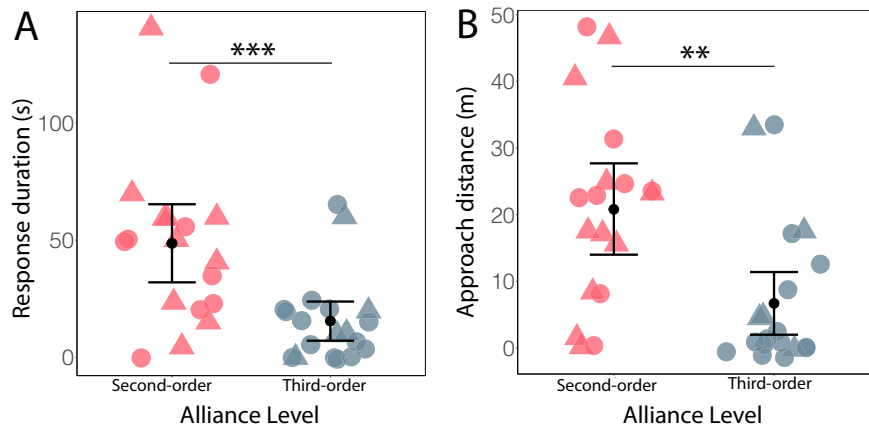 A
Response duration (s)
100
50
0
***
Second-order
Third-order
Alliance Level
B
Approach distance (m)
50
40
30
20
10
0
**
Second-order
Third-order
Alliance Level